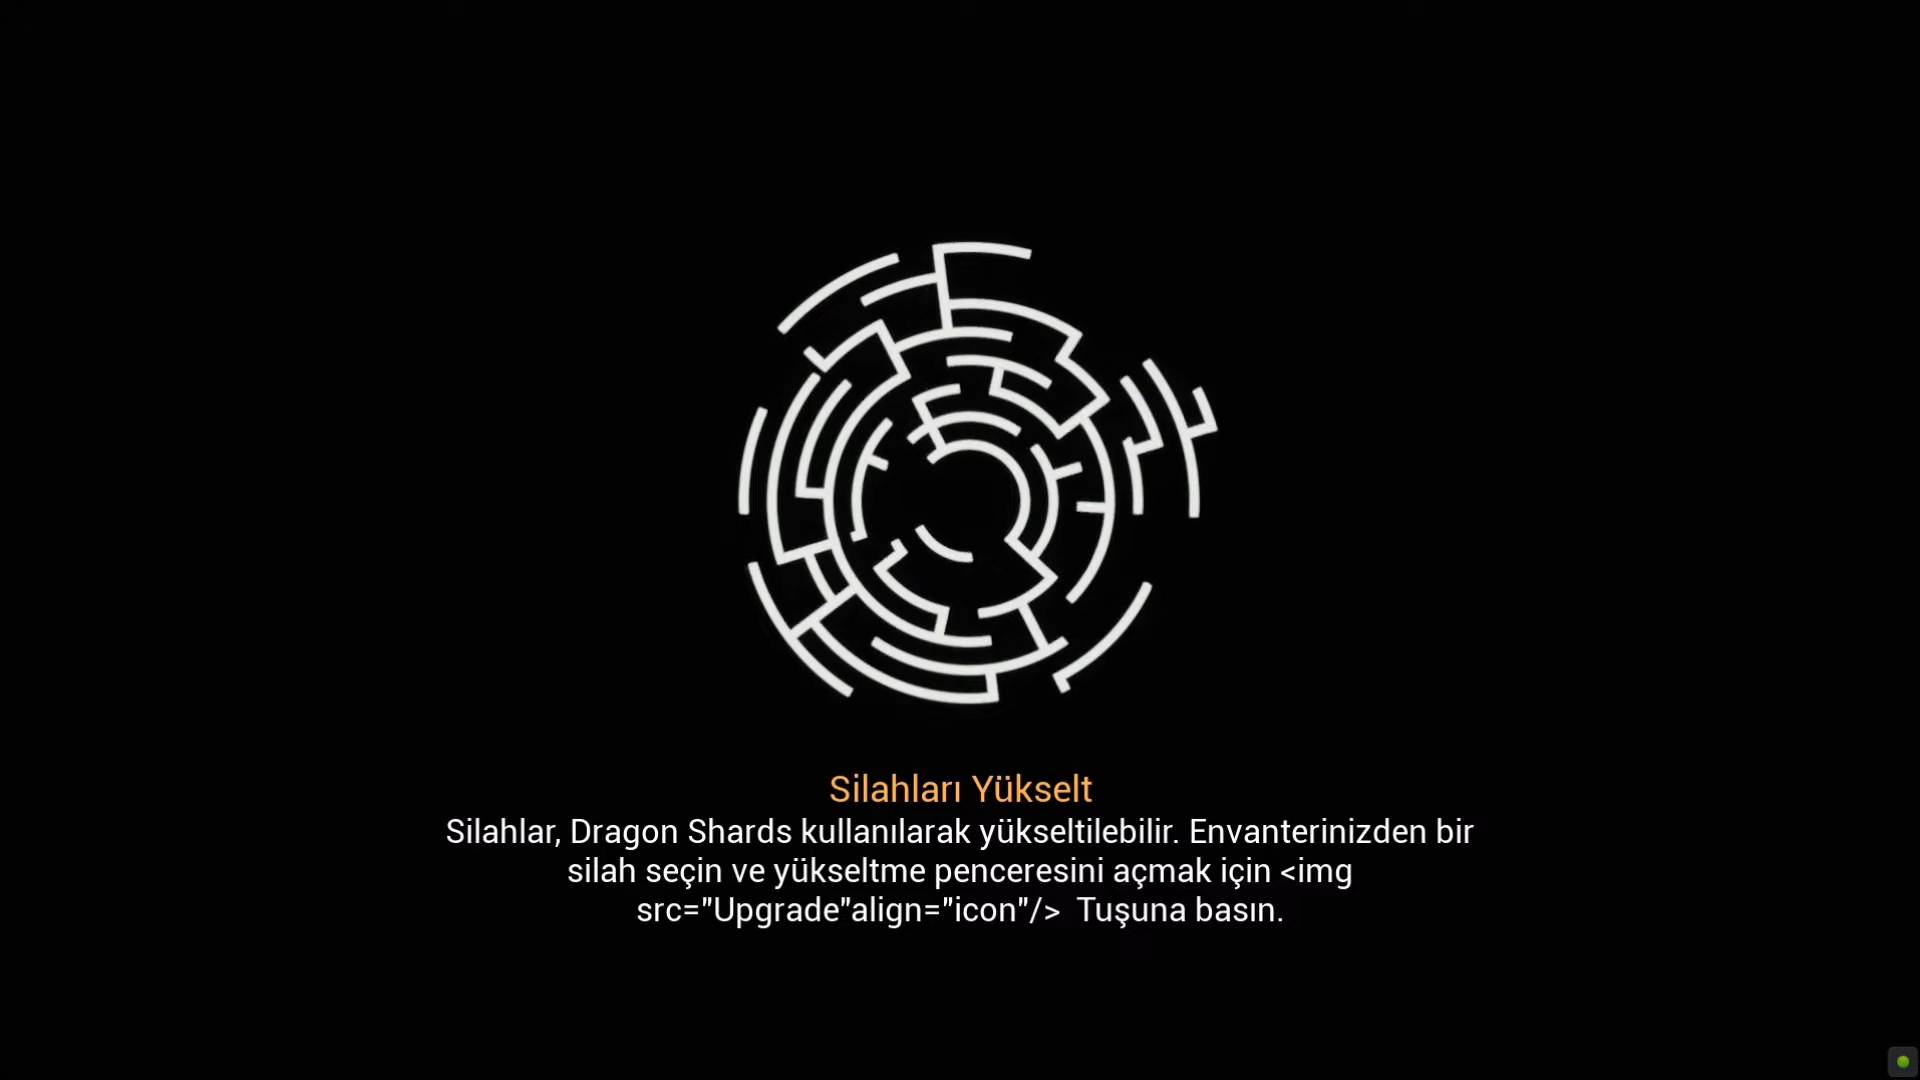 Silahları Yükselt
Silahlar, Dragon Shards kullanılarak yükseltilebilir. Envanterinizden bir
silah seçin ve yükseltme penceresini açmak için <img
src="Upgrade"align="icon"/>  Tuşuna basın.